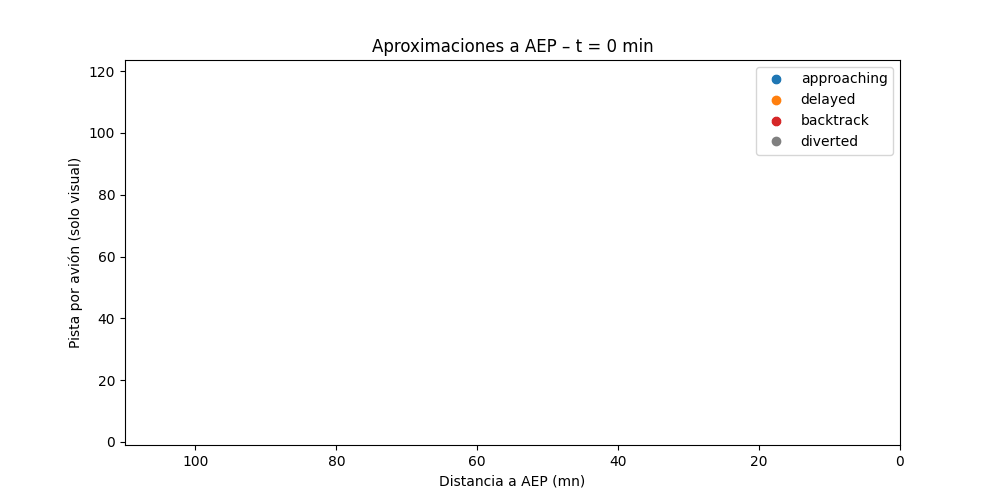 Aproximaciones a AEP – t = 0 min
approaching
delayed
backtrack
diverted
Pista por avión (solo visual)
120
100
80
60
40
20
0
100 80 60 40 20 0
Distancia a AEP (mn)